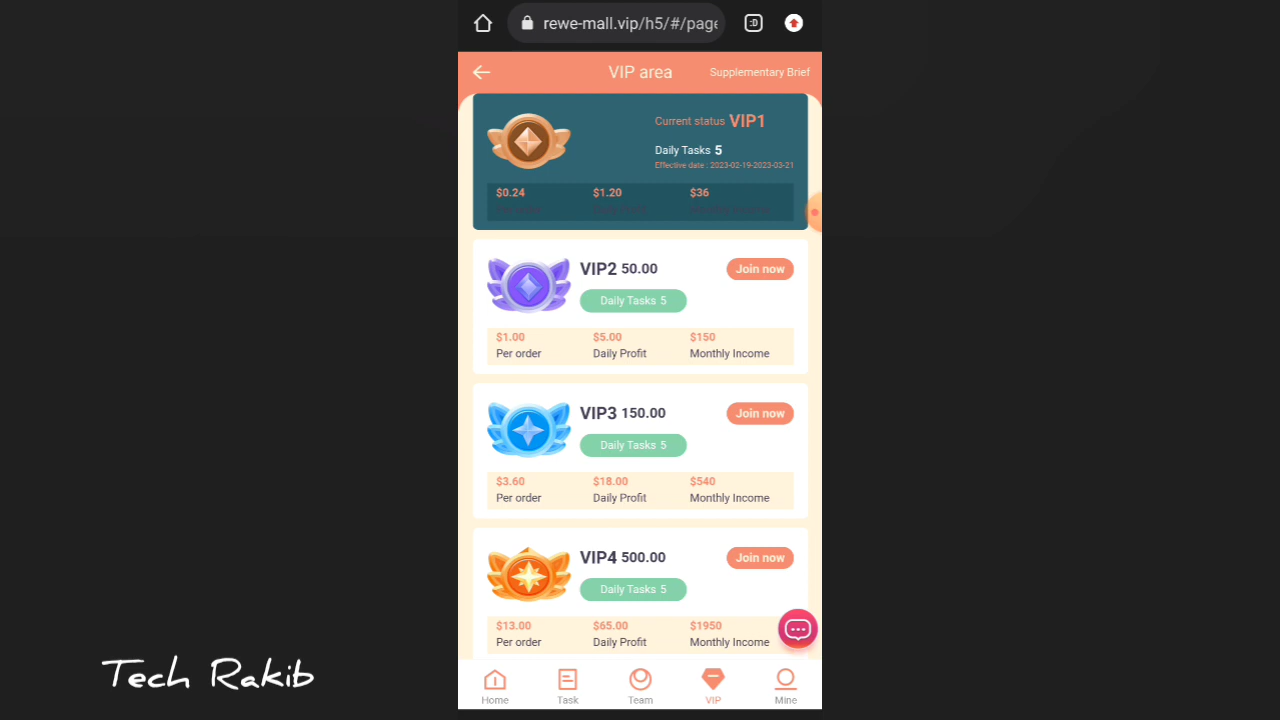 rewe-mall.vip/h5/#/page
:D
VIP area
Supplementary Brief
Current status VIP1
Daily Tasks 5
Effective date : 2023-02-19-2023-03-21
$0.24 $1.20 $36
VIP2 50.00
Join now
Daily Tasks 5
$1.00 $5.00 $150
Per order Daily Profit Monthly Income
VIP3 150.00
Join now
Daily Tasks 5
$3.60 $18.00 $540
Per order Daily Profit Monthly Income
VIP4 500.00
Join now
Daily Tasks 5
$13.00 $65.00 $1950
Per order Daily Profit Monthly Income
Home Task Team VIP Mine
Tech Rakib